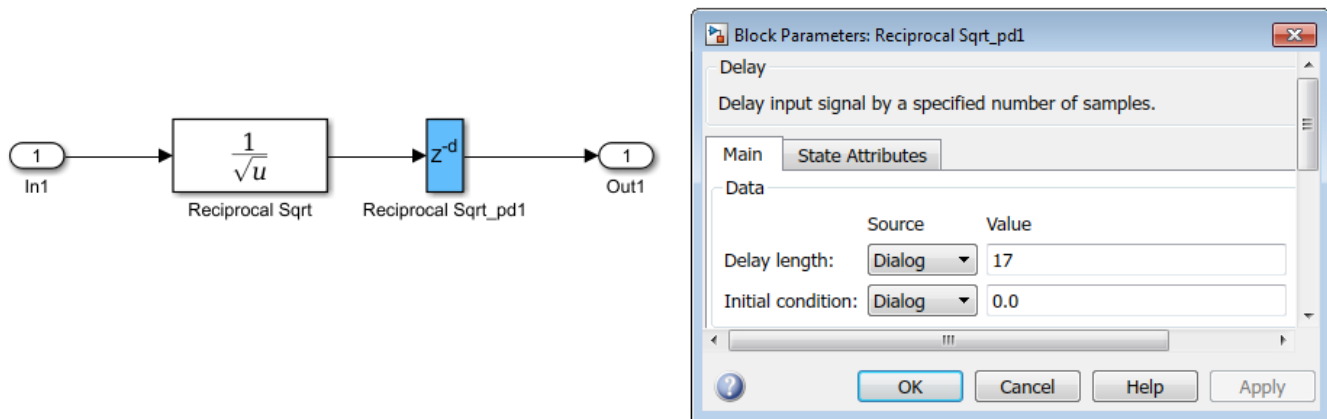 1
In1
1
√u
Reciprocal Sqrt
Z-d
Reciprocal Sqrt_pd1
1
Out1
Block Parameters: Reciprocal Sqrt_pd1
Delay
Delay input signal by a specified number of samples.
Main State Attributes
Data
Source Value
Delay length: Dialog 17
Initial condition: Dialog 0.0
? OK Cancel Help Apply